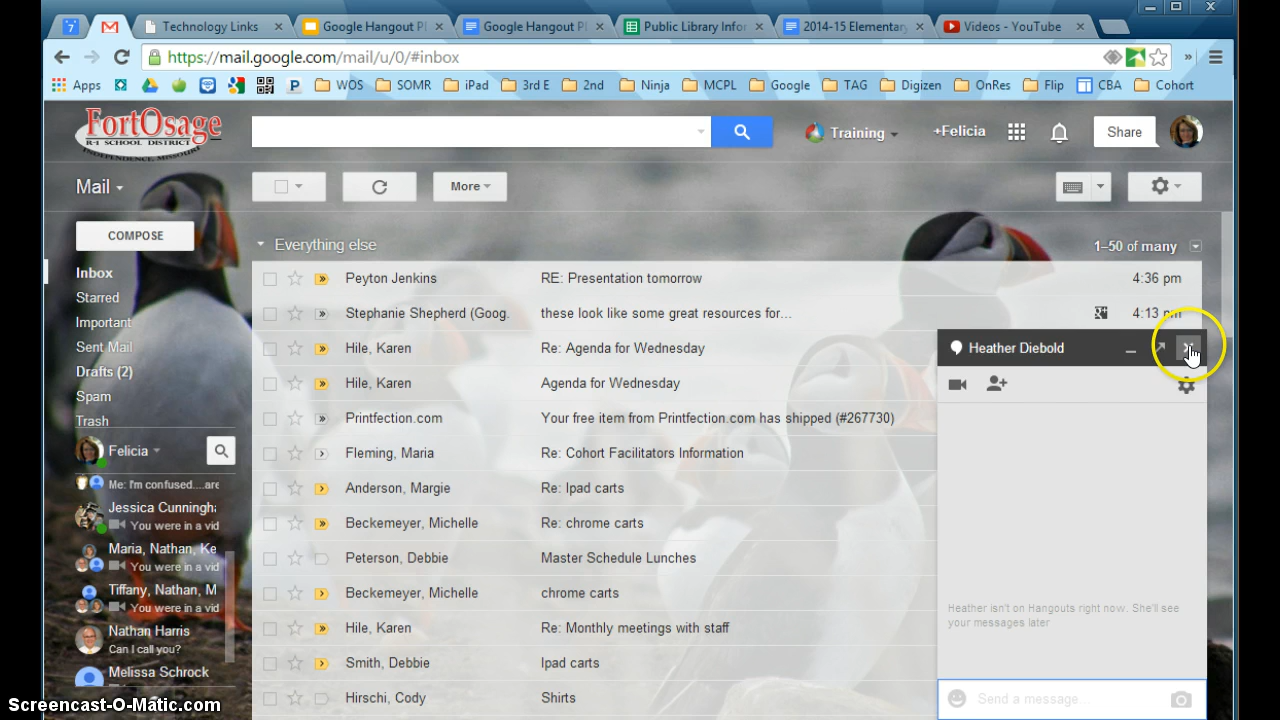 7
Technology Links
Google Hangout Pl
Google Hangout Pl
Public Library Infor
2014-15 Elementary
Videos - YouTube
https://mail.google.com/mail/u/0/#inbox
Apps
P
WOS
SOMR
iPad
3rd E
2nd
Ninja
MCPL
Google
TAG
Digizen
OnRes
Flip
CBA
Cohort
FortOsage
R-1 SCHOOL DISTRICT
INDEPENDENCE, MISSOURI
Training
+Felicia
Share
Mail
More
COMPOSE
Everything else
1–50 of many
Inbox
Starred
Important
Sent Mail
Drafts (2)
Spam
Trash
Peyton Jenkins RE: Presentation tomorrow 4:36 pm
Stephanie Shepherd (Goog. these look like some great resources for... 4:13 pm
Hile, Karen Re: Agenda for Wednesday
Hile, Karen Agenda for Wednesday
Printfection.com Your free item from Printfection.com has shipped (#267730)
Fleming, Maria Re: Cohort Facilitators Information
Anderson, Margie Re: Ipad carts
Beckemeyer, Michelle Re: chrome carts
Peterson, Debbie Master Schedule Lunches
Beckemeyer, Michelle chrome carts
Hile, Karen Re: Monthly meetings with staff
Smith, Debbie Ipad carts
Hirschi, Cody Shirts
Felicia
Me: I'm confused....are
Jessica Cunningha
You were in a vid
Maria, Nathan, Ke
You were in a vid
Tiffany, Nathan, M
You were in a vid
Nathan Harris
Can I call you?
Melissa Schrock
Heather Diebold
Heather isn't on Hangouts right now. She'll see
your messages later
Send a message...
Screencast-O-Matic.com